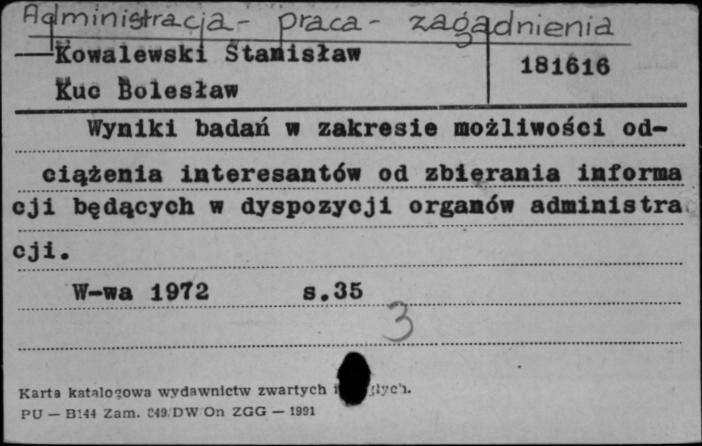 Administracja - praca - zagadnienia
Kowalewski Stanisław
181616
Kuc Bolesław
Wyniki badań w zakresie możliwości od-
ciążenia interesantów od zbierania informa
cji będących w dyspozycji organów administra
cji.
W-wa 1972 s.35
3
Karta katalogowa wydawnictw zwartych
PU — B144 Zam. 849/DW/On ZGG — 1991